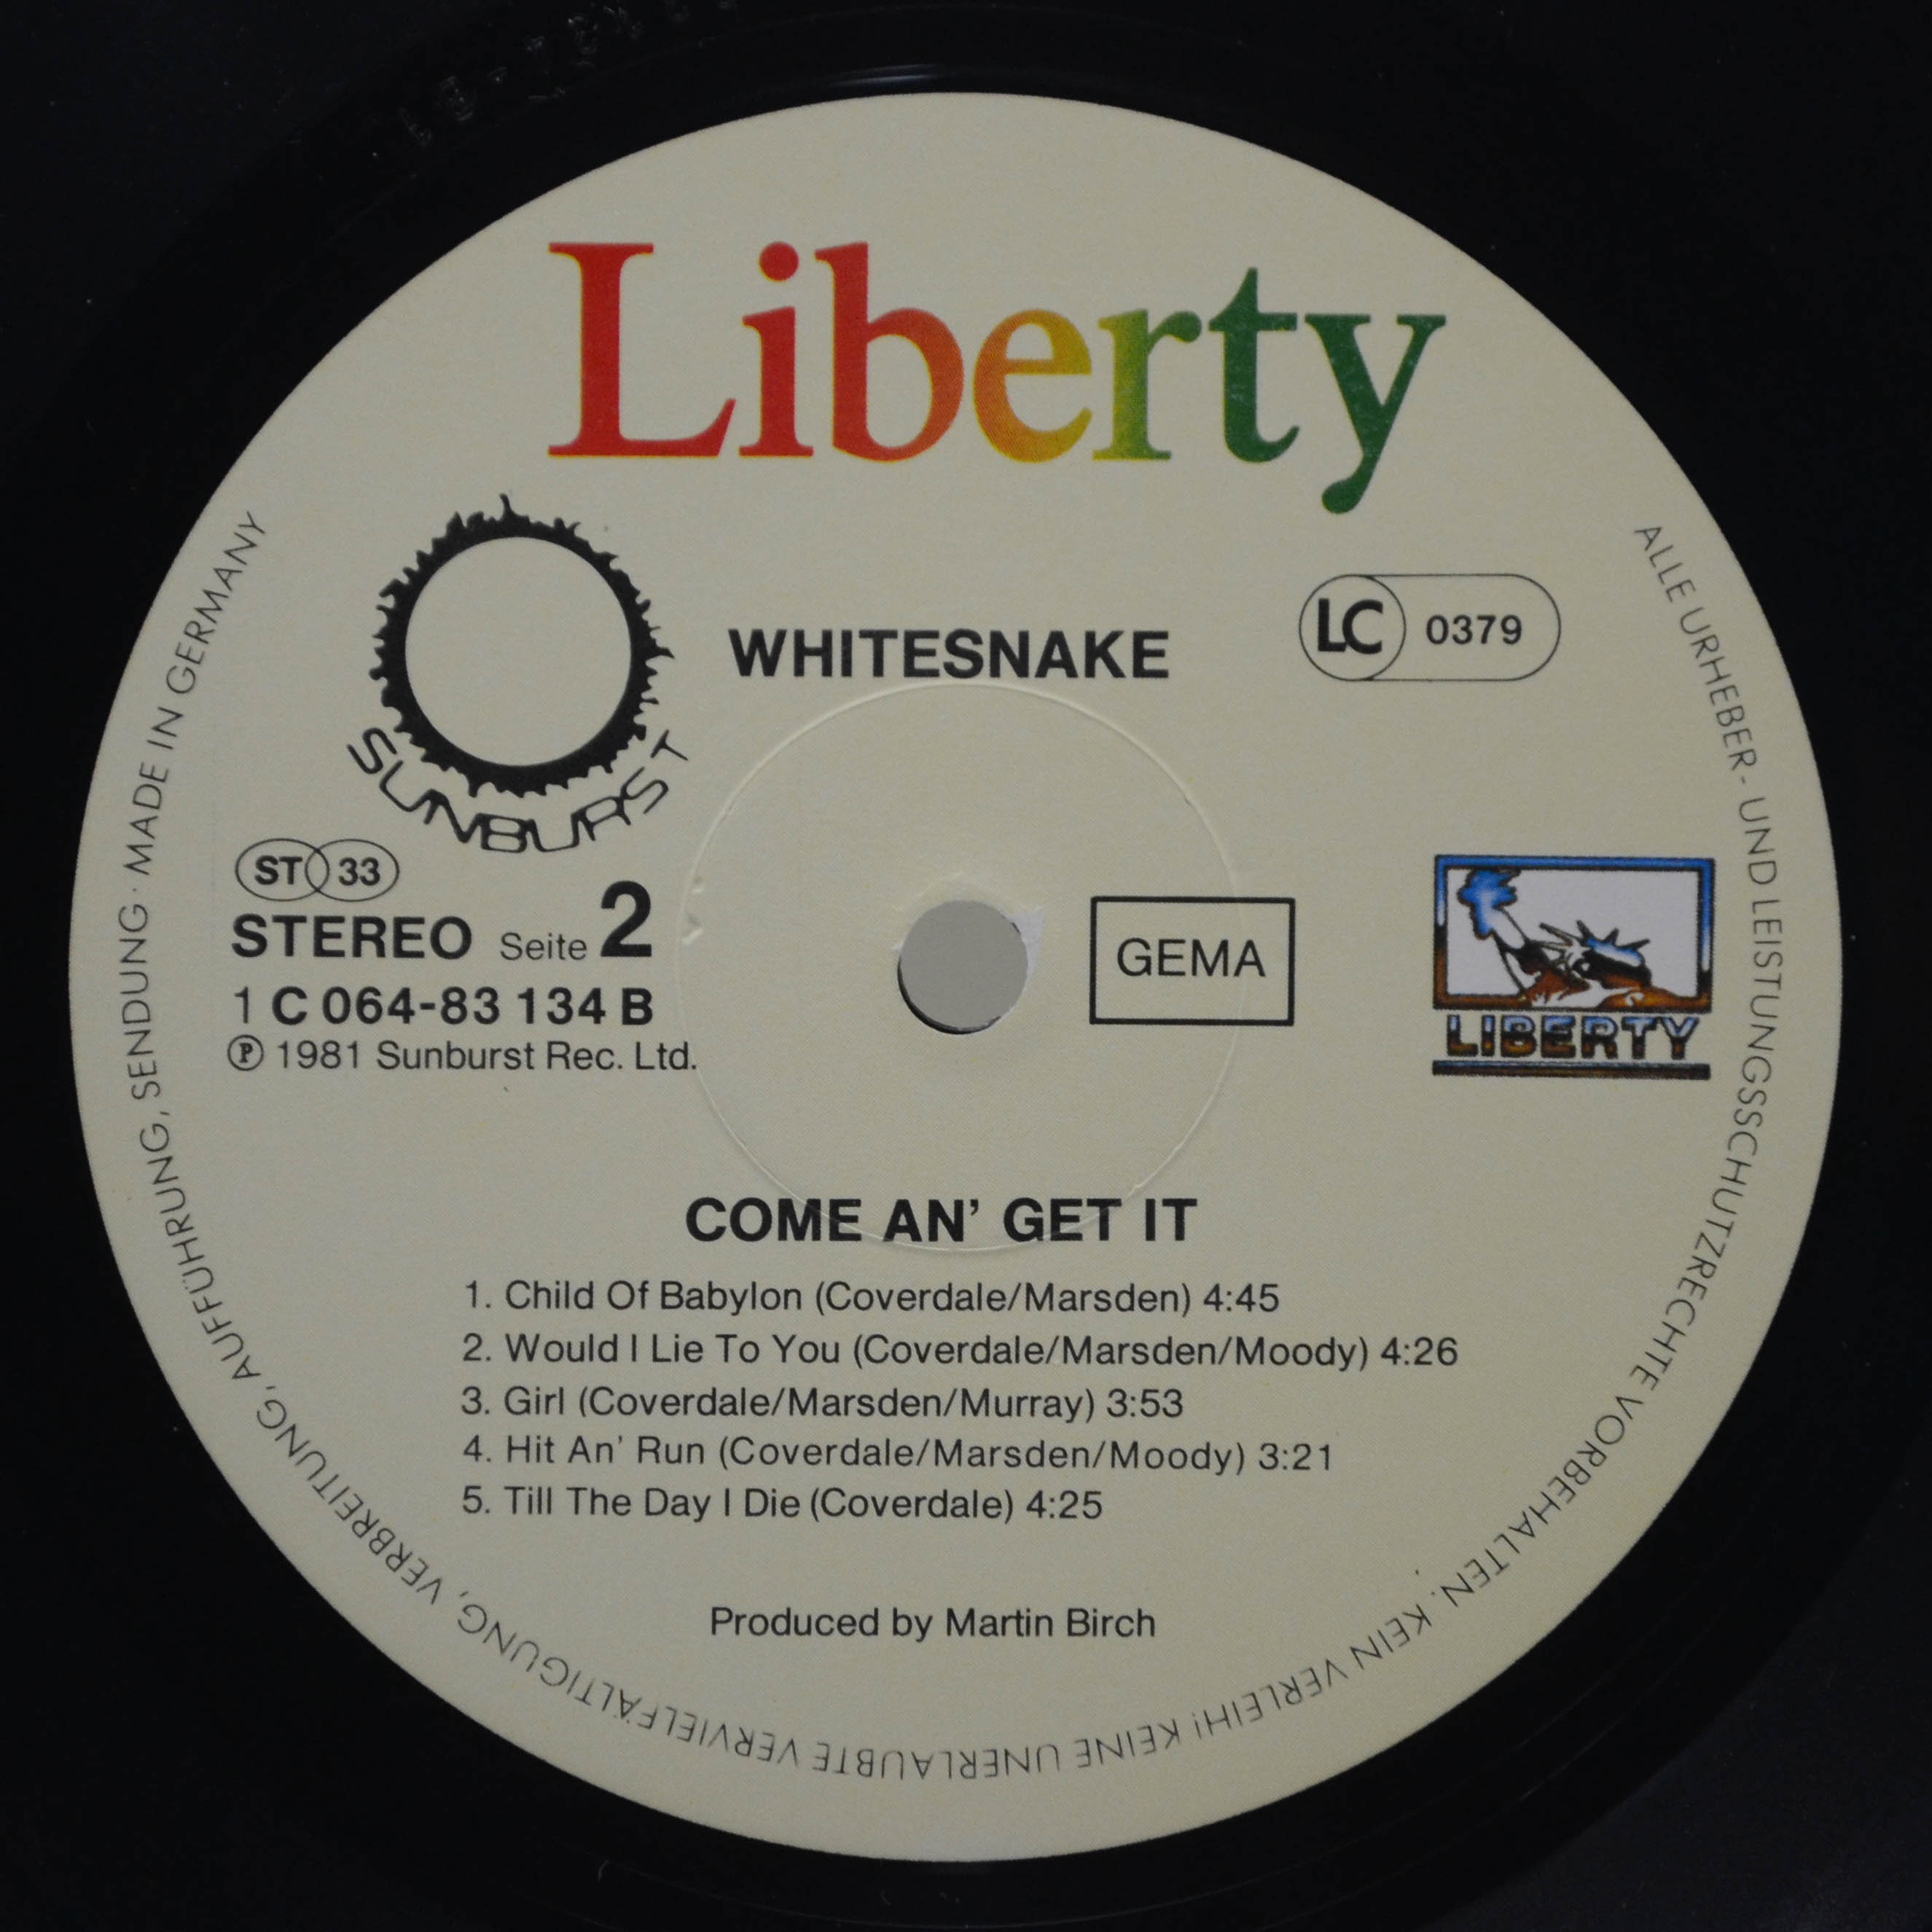 Liberty
SUNBURST
WHITESNAKE
LC 0379
ST 33
STEREO Seite 2
1 C 064-83 134 B
℗ 1981 Sunburst Rec. Ltd.
GEMA
LIBERTY
COME AN' GET IT
1. Child Of Babylon (Coverdale/Marsden) 4:45
2. Would I Lie To You (Coverdale/Marsden/Moody) 4:26
3. Girl (Coverdale/Marsden/Murray) 3:53
4. Hit An' Run (Coverdale/Marsden/Moody) 3:21
5. Till The Day I Die (Coverdale) 4:25
Produced by Martin Birch
ALLE URHEBER- UND LEISTUNGSSCHUTZRECHTE VORBEHALTEN. KEIN VERLEIH! KEINE UNERLAUBTE VERVIELFÄLTIGUNG, VERBREITUNG, AUFFÜHRUNG, SENDUNG · MADE IN GERMANY